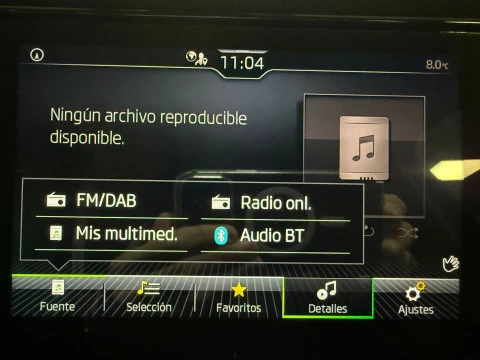 11:04
8.0°C
Ningún archivo reproducible
disponible.
FM/DAB
Radio onl.
Mis multimed.
Audio BT
Fuente
Selección
Favoritos
Detalles
Ajustes